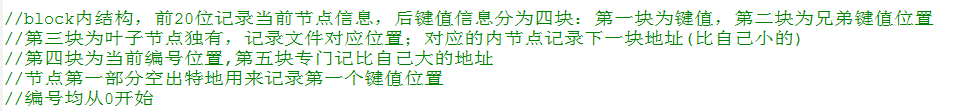 //block内结构，前20位记录当前节点信息，后键值信息分为四块：第一块为键值，第二块为兄弟键值位置
//第三块为叶子节点独有，记录文件对应位置；对应的内节点记录下一块地址(比自己小的)
//第四块为当前编号位置,第五块专门记比自己大的地址
//节点第一部分空出特地用来记录第一个键值位置
//编号均从0开始